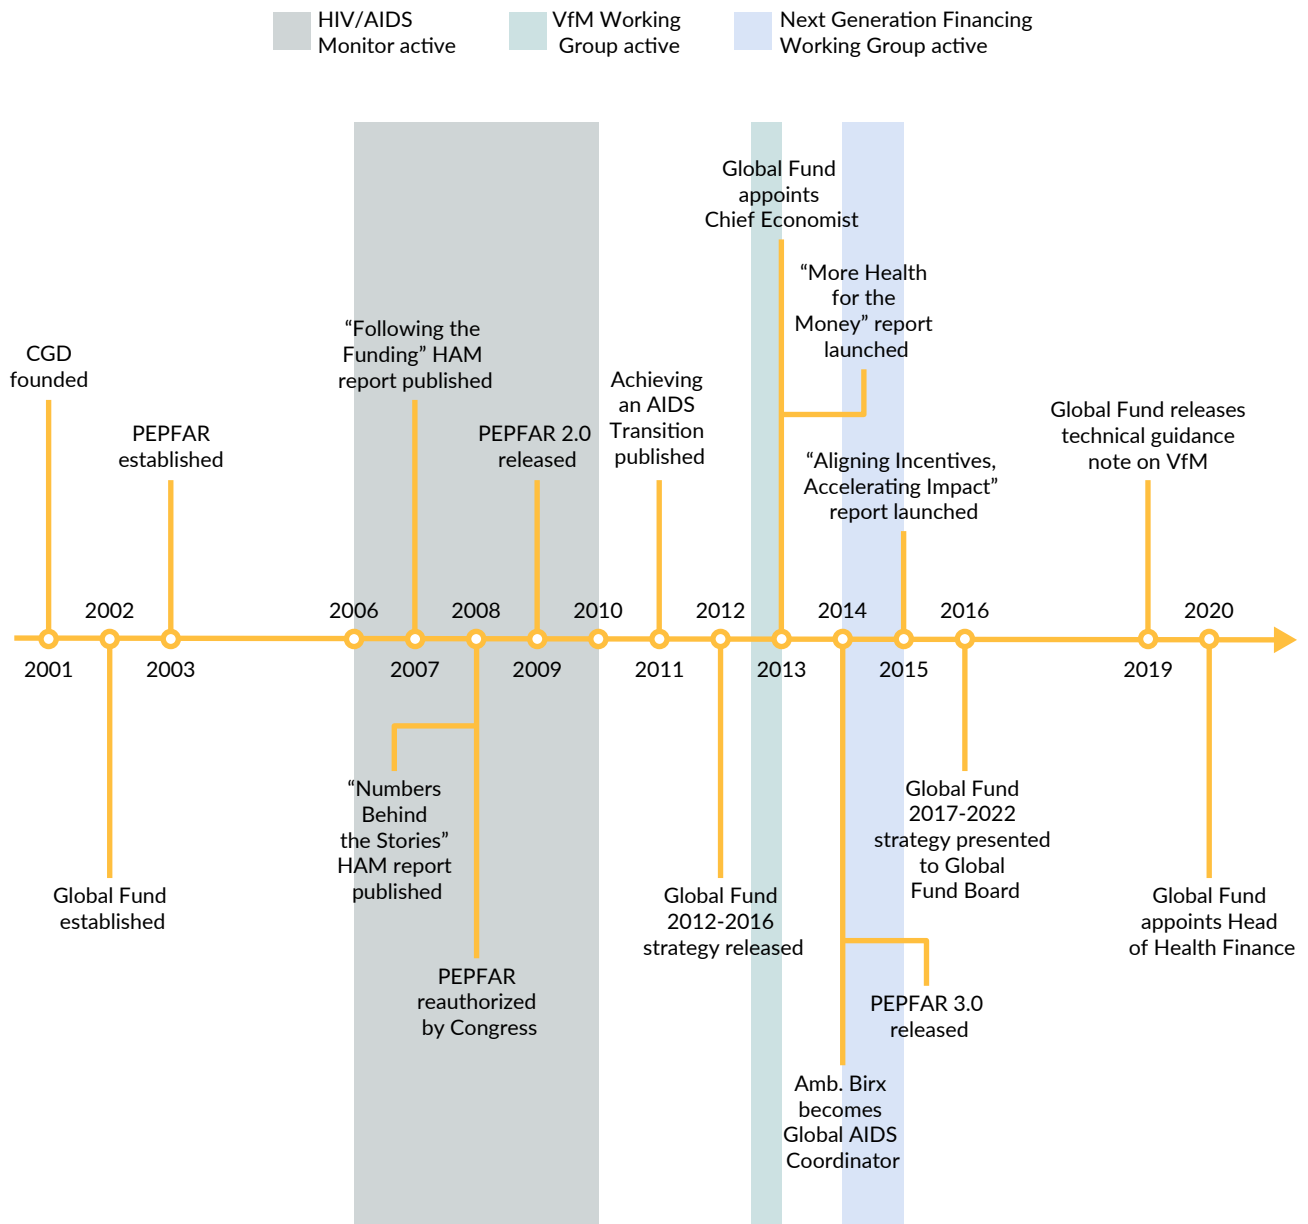 HIV/AIDS
Monitor active
VfM Working
Group active
Next Generation Financing
Working Group active
Global Fund
appoints
Chief Economist
“More Health
for the
Money” report
launched
“Following the
Funding” HAM
report published
CGD
founded
Achieving
an AIDS
Transition
published
PEPFAR
established
PEPFAR 2.0
released
“Aligning Incentives,
Accelerating Impact”
report launched
Global Fund releases
technical guidance
note on VfM
2002
2006
2008
2010
2012
2014
2016
2020
2001
2003
2007
2009
2011
2013
2015
2019
“Numbers
Behind
the Stories”
HAM report
published
Global Fund
2017-2022
strategy presented
to Global
Fund Board
Global Fund
established
Global Fund
2012-2016
strategy released
Global Fund
appoints Head
of Health Finance
PEPFAR
reauthorized
by Congress
PEPFAR 3.0
released
Amb. Birx
becomes
Global AIDS
Coordinator